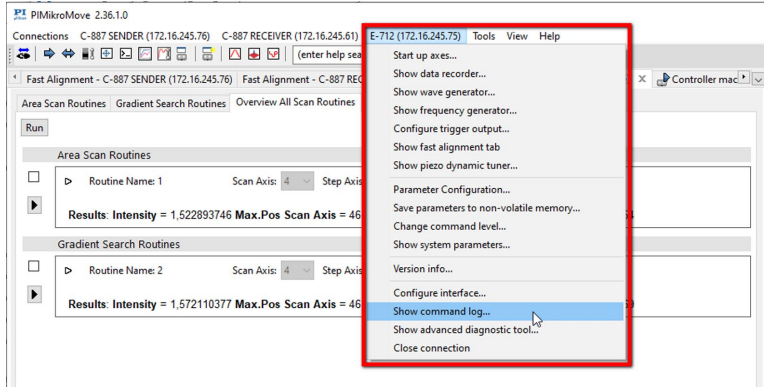 PIMikroMove 2.36.1.0
Connections C-887 SENDER (172.16.245.76) C-887 RECEIVER (172.16.245.61) E-712 (172.16.245.75) Tools View Help
(enter help sea
Fast Alignment - C-887 SENDER (172.16.245.76) Fast Alignment - C-887 REC
X Controller mac
Area Scan Routines Gradient Search Routines Overview All Scan Routines
Run
Area Scan Routines
Routine Name: 1 Scan Axis: 4 Step Axis
Results: Intensity = 1,522893746 Max.Pos Scan Axis = 46
Gradient Search Routines
Routine Name: 2 Scan Axis: 4 Step Axis
Results: Intensity = 1,572110377 Max.Pos Scan Axis = 46
Start up axes...
Show data recorder...
Show wave generator...
Show frequency generator...
Configure trigger output...
Show fast alignment tab
Show piezo dynamic tuner...
Parameter Configuration...
Save parameters to non-volatile memory...
Change command level...
Show system parameters...
Version info...
Configure interface...
Show command log...
Show advanced diagnostic tool...
Close connection